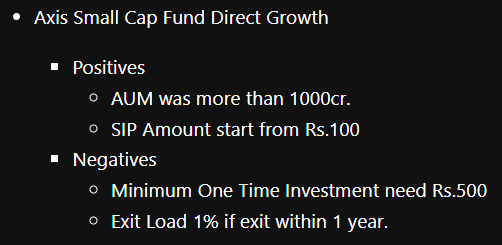 Axis Small Cap Fund Direct Growth
Positives
AUM was more than 1000cr.
SIP Amount start from Rs.100
Negatives
Minimum One Time Investment need Rs.500
Exit Load 1% if exit within 1 year.